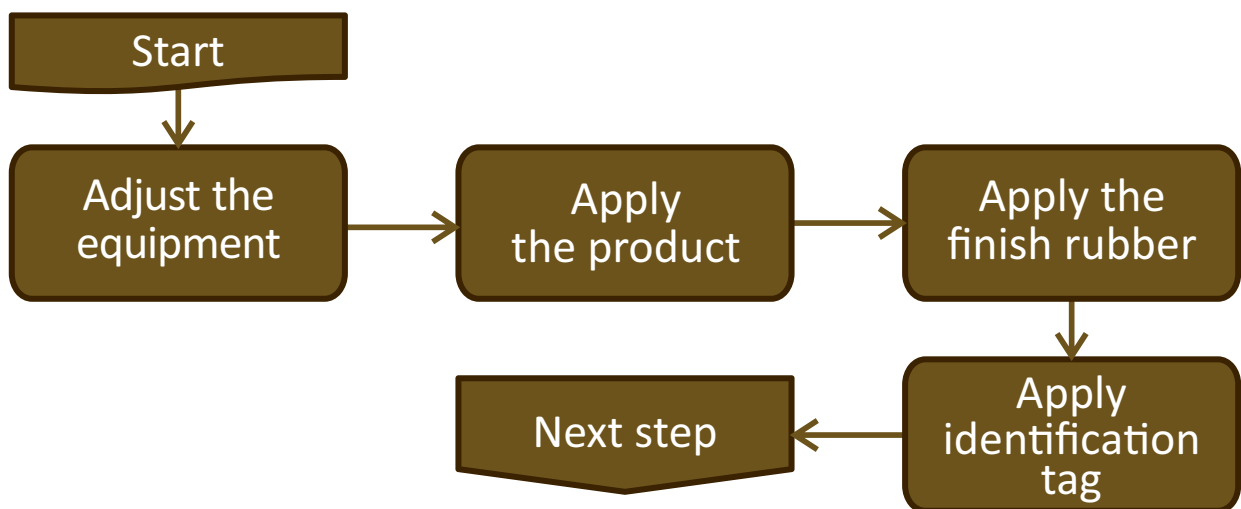 Start
Adjust the
equipment
Apply
the product
Apply the
finish rubber
Apply
identification
tag
Next step